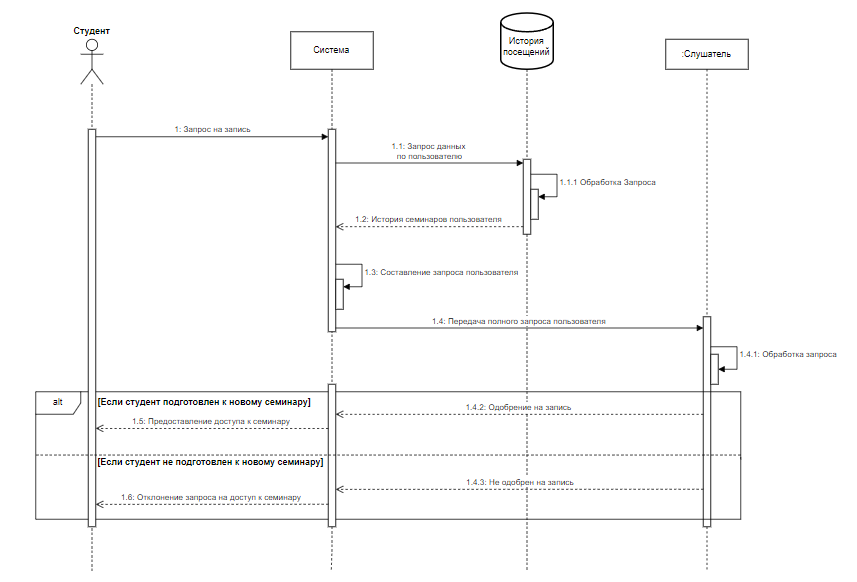 Студент
Система
История
посещений
:Слушатель
1: Запрос на запись
1.1: Запрос данных
по пользователю
1.1.1 Обработка Запроса
1.2: История семинаров пользователя
1.3: Составление запроса пользователя
1.4: Передача полного запроса пользователя
1.4.1: Обработка запроса
alt
[Если студент подготовлен к новому семинару]
1.4.2: Одобрение на запись
1.5: Предоставление доступа к семинару
[Если студент не подготовлен к новому семинару]
1.4.3: Не одобрен на запись
1.6: Отклонение запроса на доступ к семинару